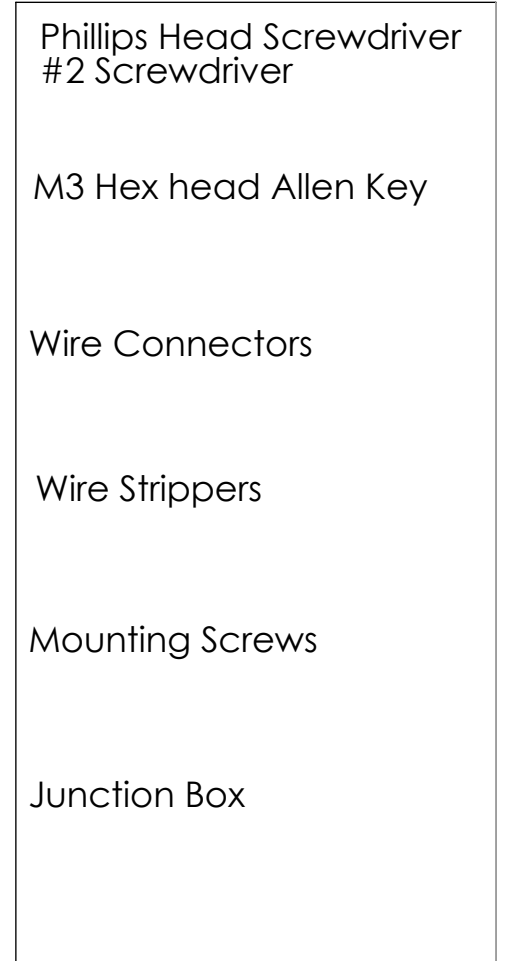 Phillips Head Screwdriver
#2 Screwdriver
M3 Hex head Allen Key
Wire Connectors
Wire Strippers
Mounting Screws
Junction Box